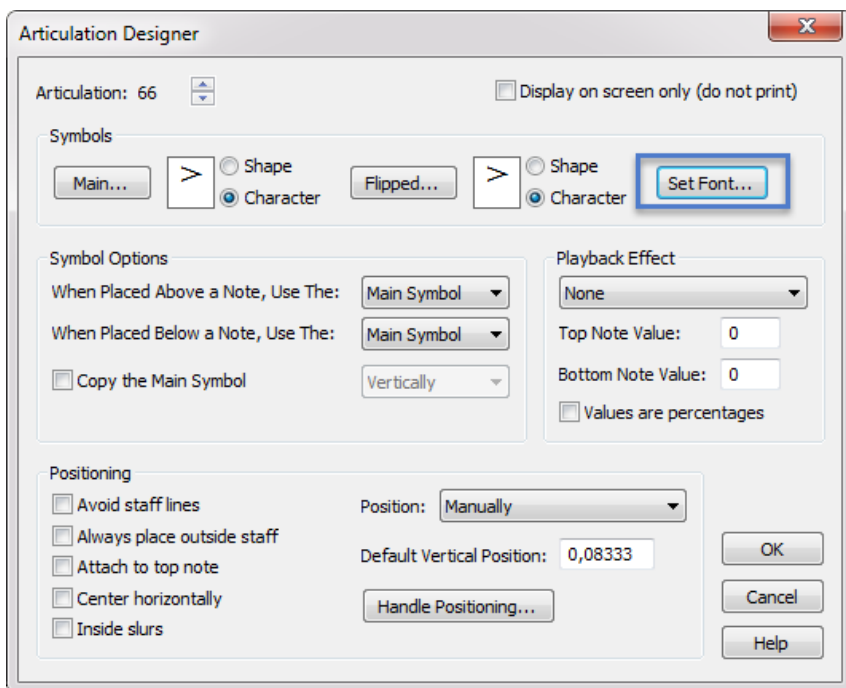 Articulation Designer
x
Articulation: 66
Display on screen only (do not print)
Symbols
Main...
>
Shape
Character
Flipped...
>
Shape
Character
Set Font...
Symbol Options
When Placed Above a Note, Use The:
Main Symbol
When Placed Below a Note, Use The:
Main Symbol
Copy the Main Symbol
Vertically
Playback Effect
None
Top Note Value:
0
Bottom Note Value:
0
Values are percentages
Positioning
Avoid staff lines
Always place outside staff
Attach to top note
Center horizontally
Inside slurs
Position:
Manually
Default Vertical Position:
0,08333
Handle Positioning...
OK
Cancel
Help